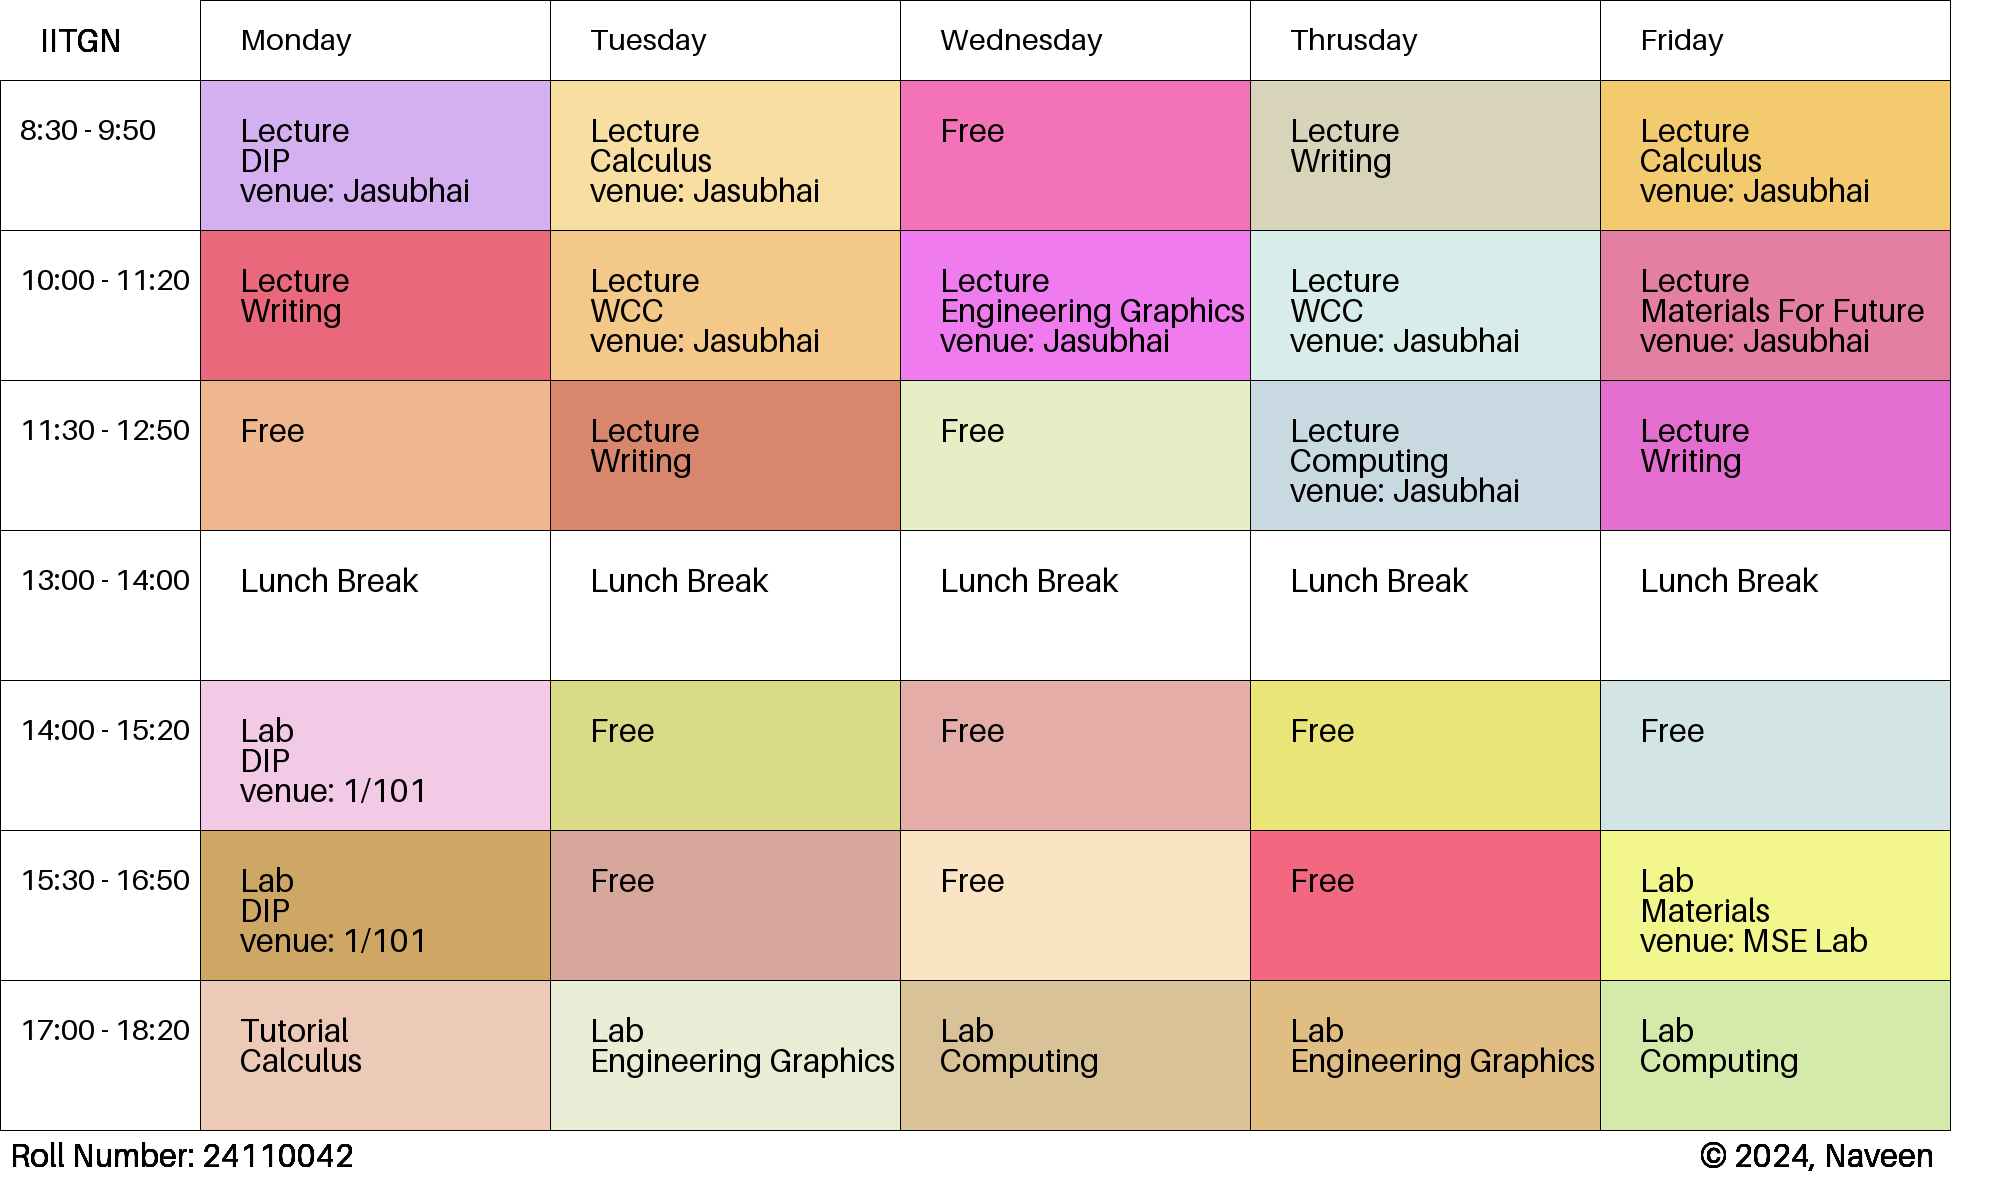 IITGN
Monday
Tuesday
Wednesday
Thrusday
Friday
8:30 - 9:50
Lecture
DIP
venue: Jasubhai
Lecture
Calculus
venue: Jasubhai
Free
Lecture
Writing
Lecture
Calculus
venue: Jasubhai
10:00 - 11:20
Lecture
Writing
Lecture
WCC
venue: Jasubhai
Lecture
Engineering Graphics
venue: Jasubhai
Lecture
WCC
venue: Jasubhai
Lecture
Materials For Future
venue: Jasubhai
11:30 - 12:50
Free
Lecture
Writing
Free
Lecture
Computing
venue: Jasubhai
Lecture
Writing
13:00 - 14:00
Lunch Break
Lunch Break
Lunch Break
Lunch Break
Lunch Break
14:00 - 15:20
Lab
DIP
venue: 1/101
Free
Free
Free
Free
15:30 - 16:50
Lab
DIP
venue: 1/101
Free
Free
Free
Lab
Materials
venue: MSE Lab
17:00 - 18:20
Tutorial
Calculus
Lab
Engineering Graphics
Lab
Computing
Lab
Engineering Graphics
Lab
Computing
Roll Number: 24110042
© 2024, Naveen